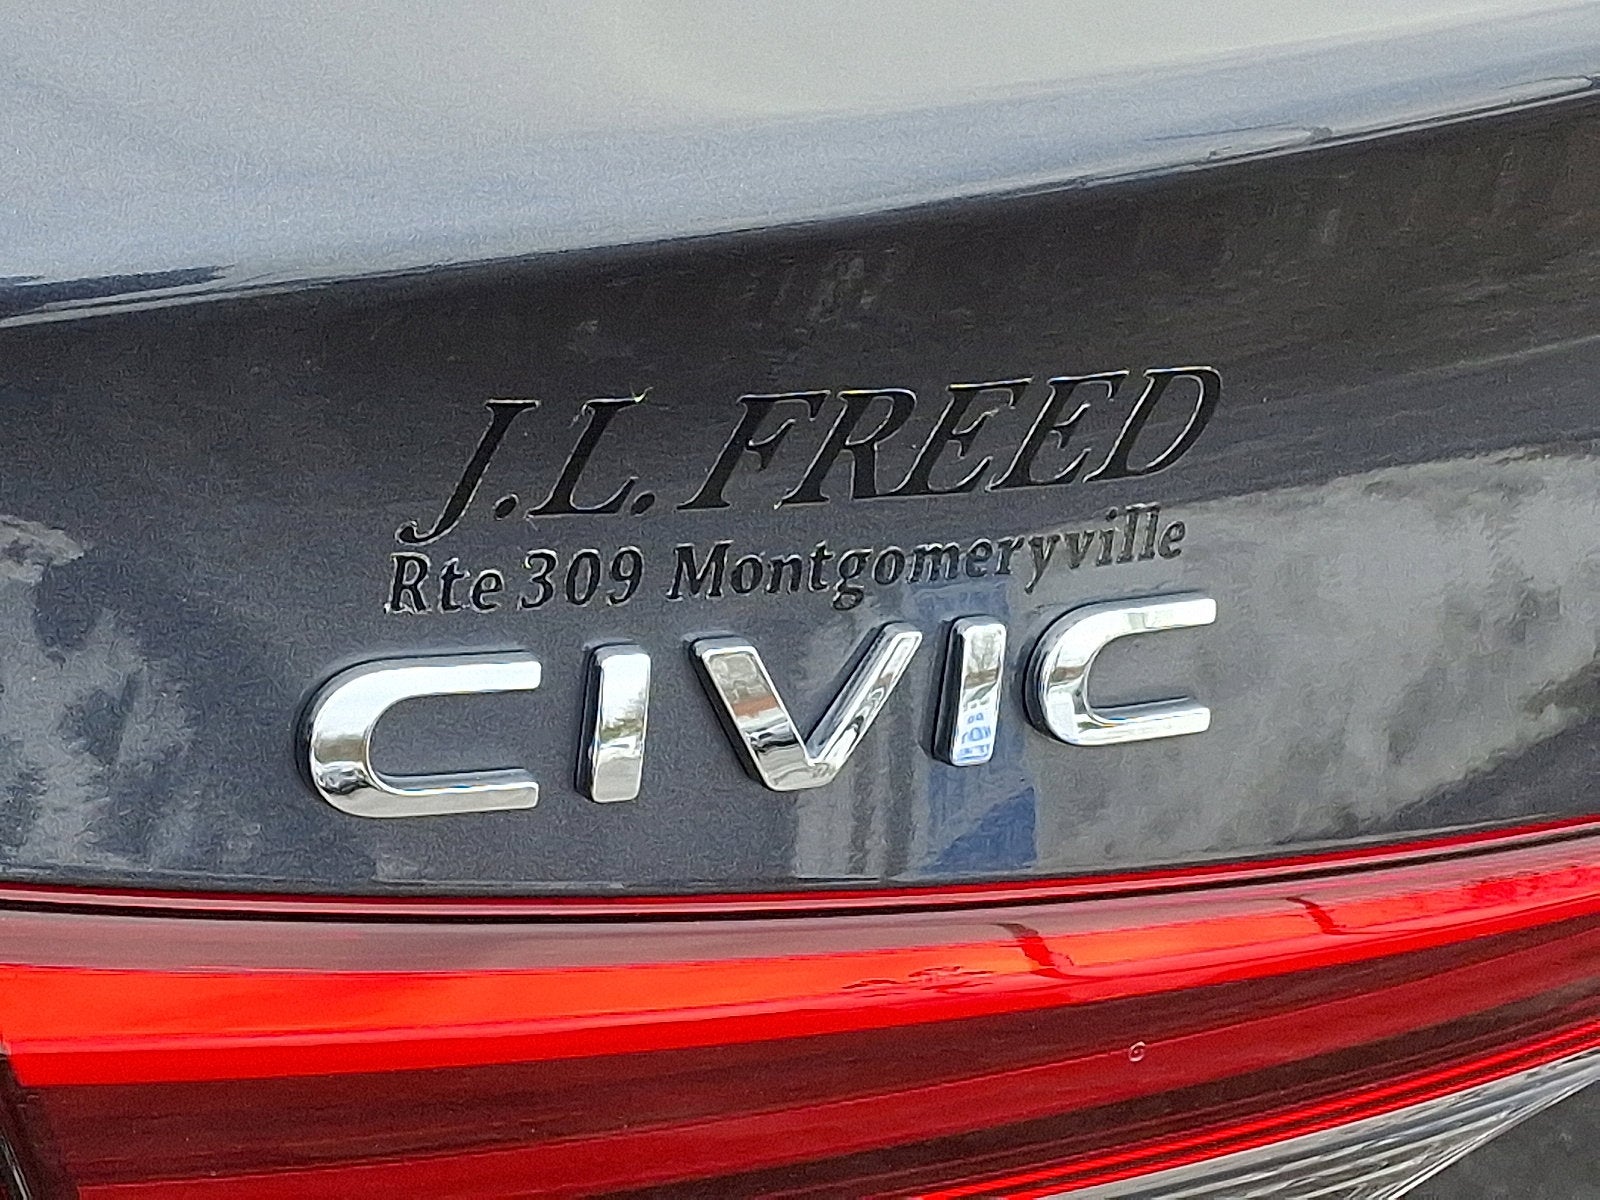 J.L. FREED
Rte 309 Montgomeryville
CIVIC